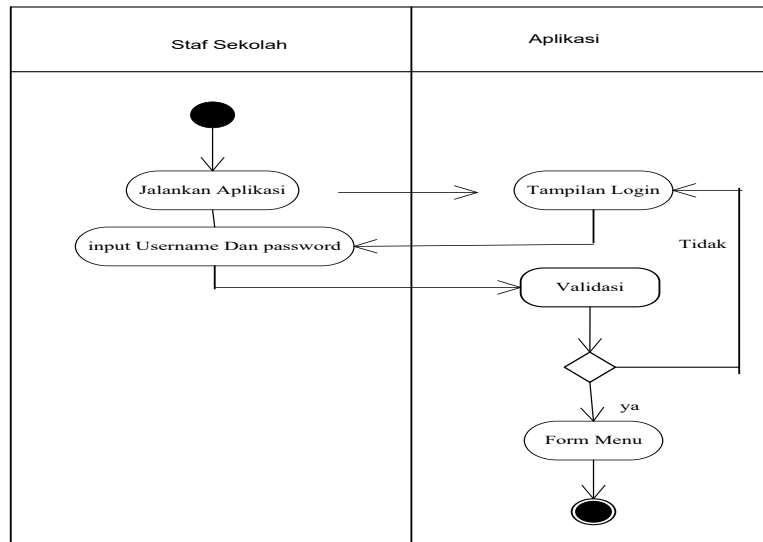 Staf Sekolah
Aplikasi
Jalankan Aplikasi
Tampilan Login
input Username Dan password
Tidak
Validasi
ya
Form Menu